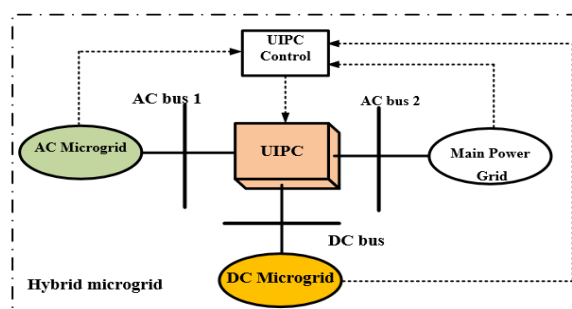 UIPC
Control
AC bus 1
AC bus 2
AC Microgrid
UIPC
Main Power
Grid
DC bus
Hybrid microgrid
DC Microgrid